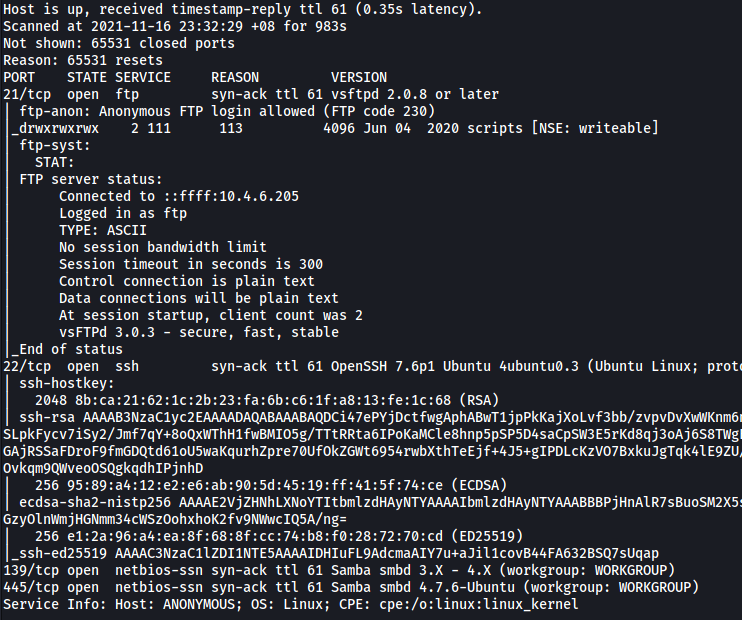 Host is up, received timestamp-reply ttl 61 (0.35s latency).
Scanned at 2021-11-16 23:32:29 +08 for 983s
Not shown: 65531 closed ports
Reason: 65531 resets
PORT    STATE SERVICE     REASON         VERSION
21/tcp  open  ftp         syn-ack ttl 61 vsftpd 2.0.8 or later
| ftp-anon: Anonymous FTP login allowed (FTP code 230)
|_drwxrwxrwx    2 111      113          4096 Jun 04  2020 scripts [NSE: writeable]
| ftp-syst:
|   STAT:
| FTP server status:
|      Connected to ::ffff:10.4.6.205
|      Logged in as ftp
|      TYPE: ASCII
|      No session bandwidth limit
|      Session timeout in seconds is 300
|      Control connection is plain text
|      Data connections will be plain text
|      At session startup, client count was 2
|      vsFTPd 3.0.3 - secure, fast, stable
|_End of status
22/tcp  open  ssh         syn-ack ttl 61 OpenSSH 7.6p1 Ubuntu 4ubuntu0.3 (Ubuntu Linux; proto
| ssh-hostkey:
|   2048 8b:ca:21:62:1c:2b:23:fa:6b:c6:1f:a8:13:fe:1c:68 (RSA)
| ssh-rsa AAAAB3NzaC1yc2EAAAADAQABAAABAQDCi47ePYjDctfwgAphABwT1jpPkKajXoLvf3bb/zvpvDvXwWKnm6n
SLpkFycv7iSy2/Jmf7qY+8oQxWThH1fwBMIO5g/TTtRRta6IPoKaMCle8hnp5pSP5D4saCpSW3E5rKd8qj3oAj6S8TWgE
GAjRSSaFDroF9fmGDQtd61oU5waKqurhZpre70UfOkZGWt6954rwbXthTeEjf+4J5+gIPDLcKzVO7BxkuJgTqk4lE9ZU/
Ovkqm9QWveoOSQgkqdhIPjnhD
|   256 95:89:a4:12:e2:e6:ab:90:5d:45:19:ff:41:5f:74:ce (ECDSA)
| ecdsa-sha2-nistp256 AAAAE2VjZHNhLXNoYTItbmlzdHAyNTYAAAAIbmlzdHAyNTYAAABBBPjHnAlR7sBuoSM2X5s
GzyOlnWmjHGNmm34cWSzOohxhoK2fv9NWwcIQ5A/ng=
|   256 e1:2a:96:a4:ea:8f:68:8f:cc:74:b8:f0:28:72:70:cd (ED25519)
|_ssh-ed25519 AAAAC3NzaC1lZDI1NTE5AAAAIDHIuFL9AdcmaAIY7u+aJil1covB44FA632BSQ7sUqap
139/tcp open  netbios-ssn syn-ack ttl 61 Samba smbd 3.X - 4.X (workgroup: WORKGROUP)
445/tcp open  netbios-ssn syn-ack ttl 61 Samba smbd 4.7.6-Ubuntu (workgroup: WORKGROUP)
Service Info: Host: ANONYMOUS; OS: Linux; CPE: cpe:/o:linux:linux_kernel